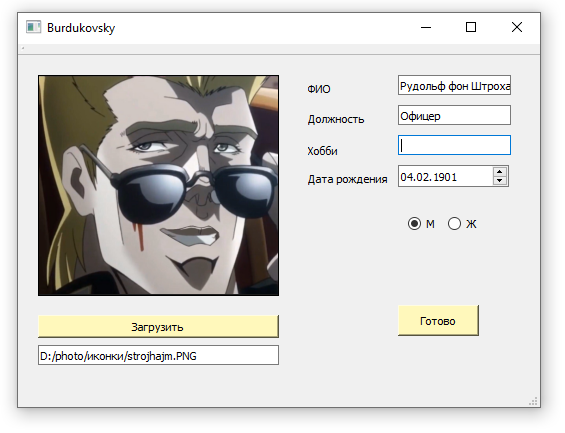 Burdukovsky
ФИО
Рудольф фон Штроха
Должность
Офицер
Хобби
Дата рождения
04.02.1901
М
Ж
Загрузить
Готово
D:/photo/иконки/strojhajm.PNG